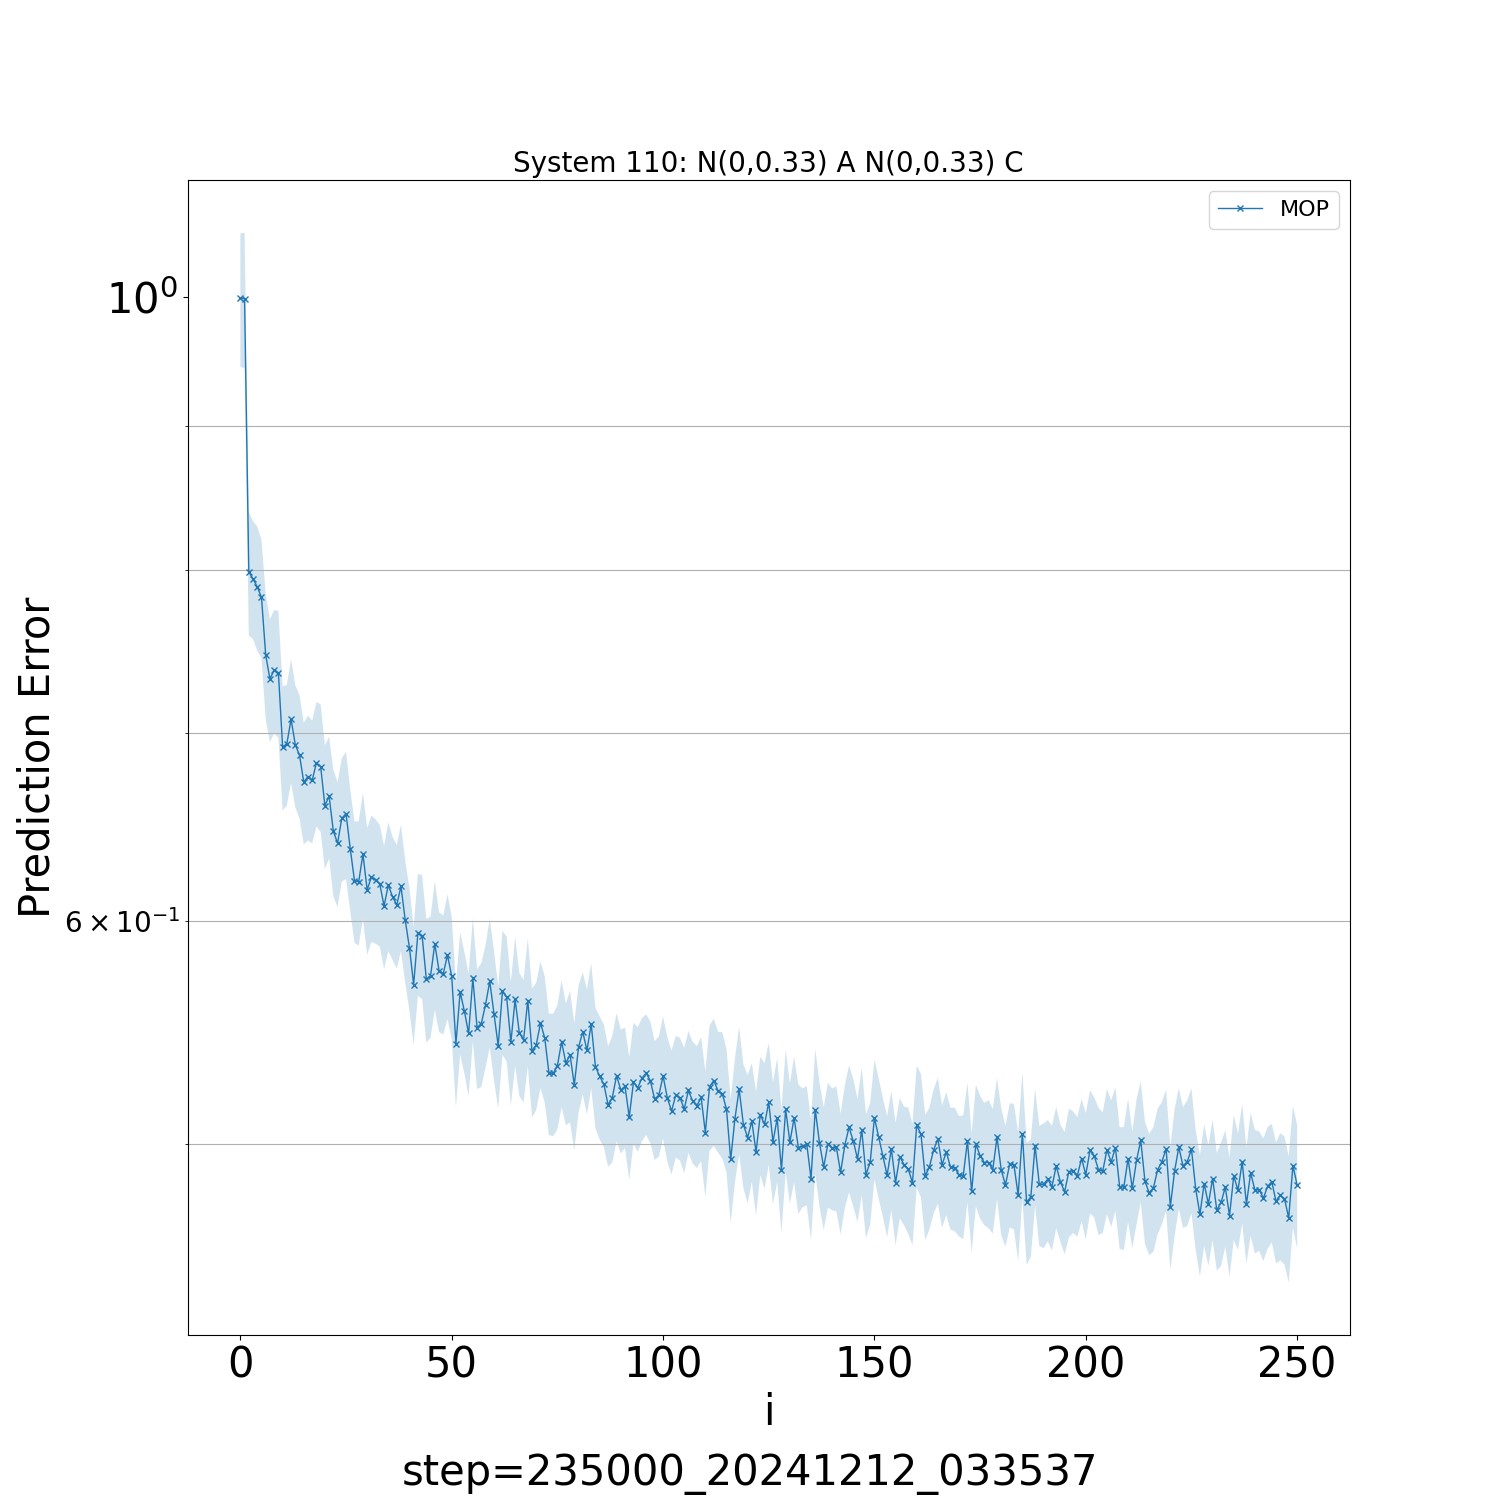 System 110: N(0,0.33) A N(0,0.33) C
MOP
10⁰
6 × 10⁻¹
Prediction Error
0 50 100 150 200 250
i
step=235000_20241212_033537